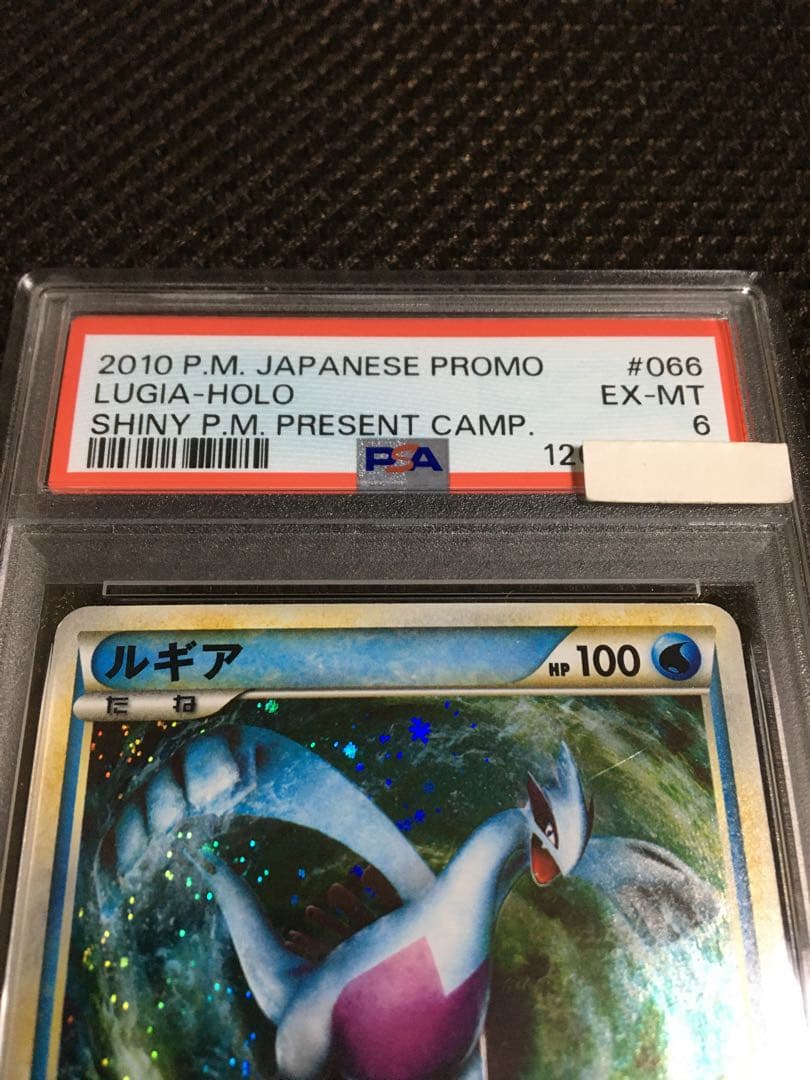 2010 P.M. JAPANESE PROMO #066
LUGIA-HOLO EX-MT
SHINY P.M. PRESENT CAMP. 6
PSA
ルギア HP 100
たね